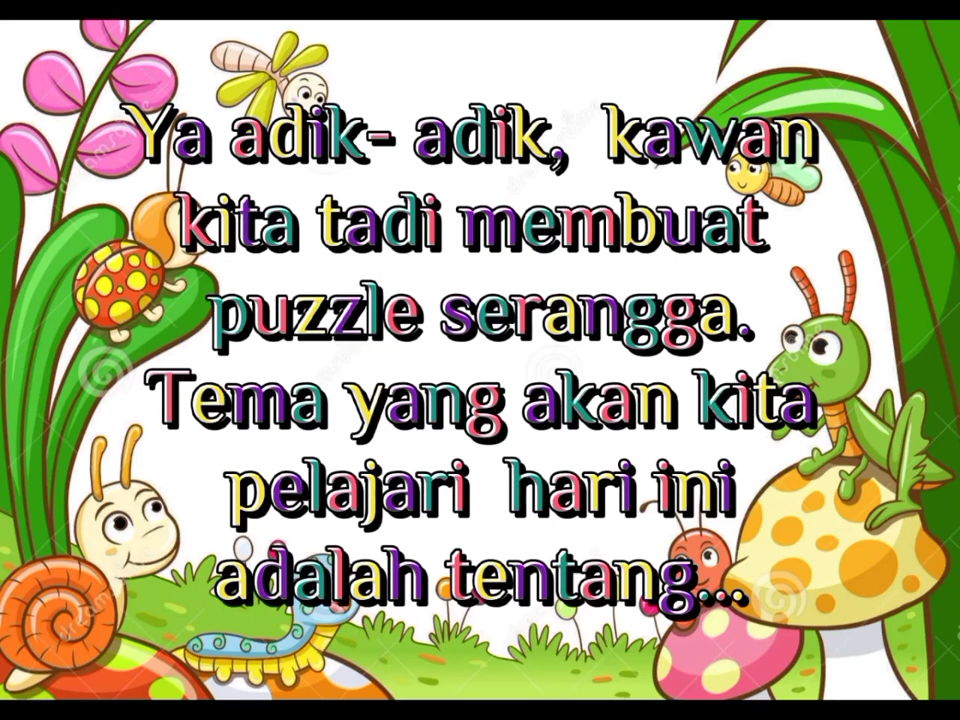 Ya adik- adik, kawan
kita tadi membuat
puzzle serangga.
Tema yang akan kita
pelajari hari ini
adalah tentang...